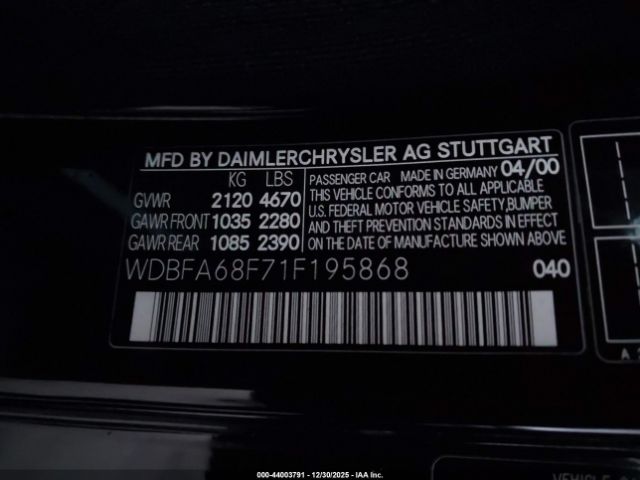 MFD BY DAIMLERCHRYSLER AG STUTTGART
KG LBS
GVWR 2120 4670
GAWR FRONT 1035 2280
GAWR REAR 1085 2390
PASSENGER CAR MADE IN GERMANY 04/00
THIS VEHICLE CONFORMS TO ALL APPLICABLE
U.S. FEDERAL MOTOR VEHICLE SAFETY, BUMPER
AND THEFT PREVENTION STANDARDS IN EFFECT
ON THE DATE OF MANUFACTURE SHOWN ABOVE
WDBFA68F71F195868 040
A
VEHICLE
000-44003791 - 12/30/2025 - IAA Inc.